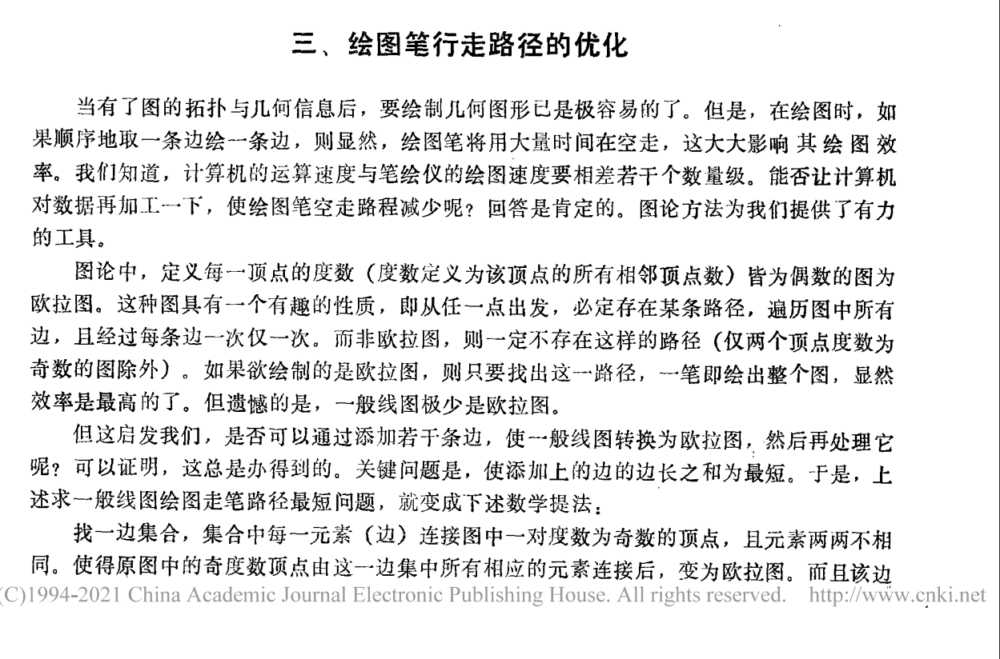 三、绘图笔行走路径的优化
当有了图的拓扑与几何信息后，要绘制几何图形已是极容易的了。但是，在绘图时，如
果顺序地取一条边绘一条边，则显然，绘图笔将用大量时间在空走，这大大影响其绘图效
率。我们知道，计算机的运算速度与笔绘仪的绘图速度要相差若干个数量级。能否让计算机
对数据再加工一下，使绘图笔空走路程减少呢？回答是肯定的。图论方法为我们提供了有力
的工具。
图论中，定义每一顶点的度数（度数定义为该顶点的所有相邻顶点数）皆为偶数的图为
欧拉图。这种图具有一个有趣的性质，即从任一点出发，必定存在某条路径，遍历图中所有
边，且经过每条边一次仅一次。而非欧拉图，则一定不存在这样的路径（仅两个顶点度数为
奇数的图除外）。如果欲绘制的是欧拉图，则只要找出这一路径，一笔即绘出整个图，显然
效率是最高的了。但遗憾的是，一般线图极少是欧拉图。
但这启发我们，是否可以通过添加若干条边，使一般线图转换为欧拉图，然后再处理它
呢？可以证明，这总是办得到的。关键问题是，使添加上的边的边长之和为最短。于是，上
述求一般线图绘图走笔路径最短问题，就变成下述数学提法：
找一边集合，集合中每一元素（边）连接图中一对度数为奇数的顶点，且元素两两不相
同。使得原图中的奇度数顶点由这一边集中所有相应的元素连接后，变为欧拉图。而且该边
(C)1994-2021 China Academic Journal Electronic Publishing House. All rights reserved. http://www.cnki.net